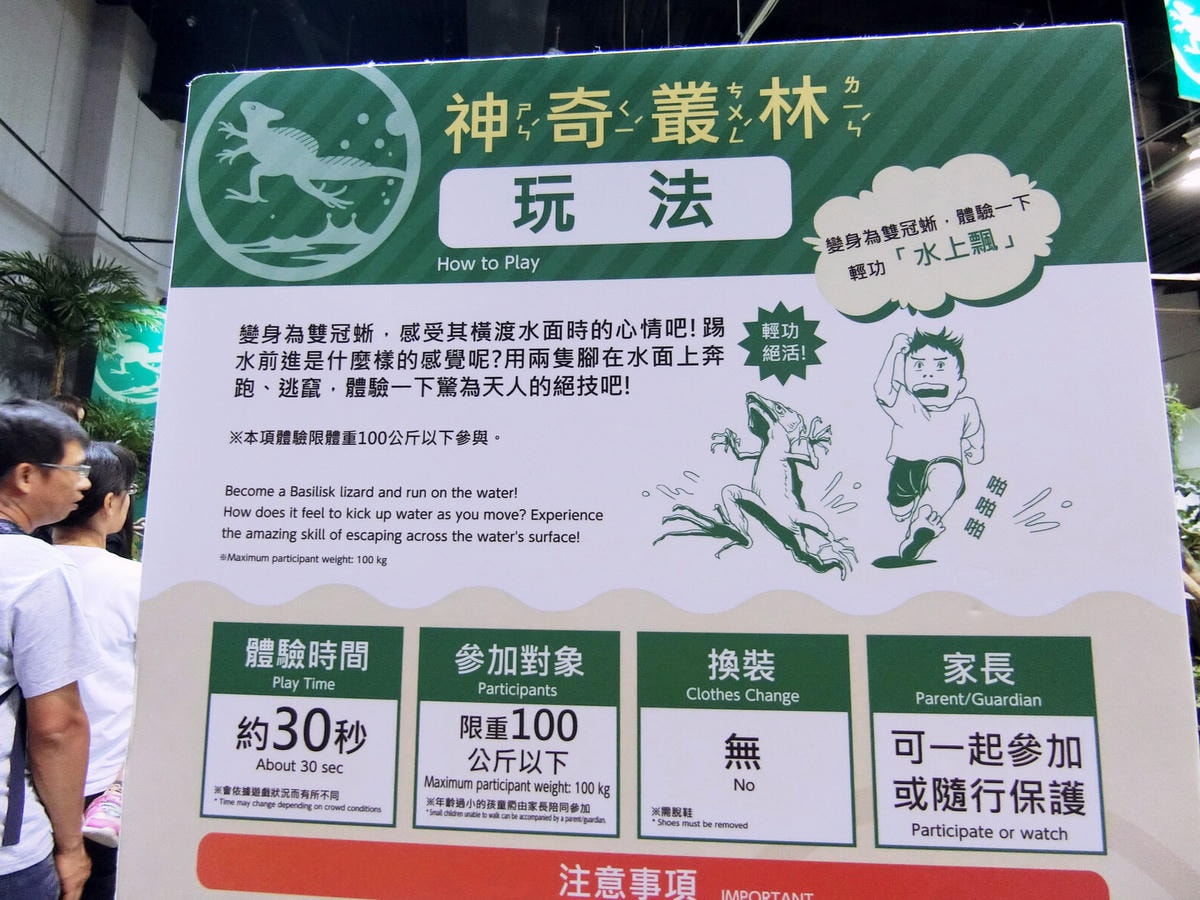 神奇叢林
ㄕㄣˊ ㄑㄧˊ ㄘㄨㄥˊ ㄌㄧㄣˊ
玩 法
How to Play
變身為雙冠蜥，體驗一下
輕功「水上飄」
變身為雙冠蜥，感受其橫渡水面時的心情吧!踢
水前進是什麼樣的感覺呢?用兩隻腳在水面上奔
跑、逃竄，體驗一下驚為天人的絕技吧!
輕功
絕活!
※本項體驗限體重100公斤以下參與。
Become a Basilisk lizard and run on the water!
How does it feel to kick up water as you move? Experience
the amazing skill of escaping across the water's surface!
※Maximum participant weight: 100 kg
啪
啪
啪
體驗時間
Play Time
約30秒
About 30 sec
※會依據遊戲狀況而有所不同
* Time may change depending on crowd conditions
參加對象
Participants
限重100
公斤以下
Maximum participant weight: 100 kg
※年齡過小的孩童需由家長陪同參加
* Small children unable to walk can be accompanied by a parent/guardian.
換裝
Clothes Change
無
No
※需脫鞋
* Shoes must be removed
家長
Parent/Guardian
可一起參加
或隨行保護
Participate or watch
注意事項
IMPORTANT